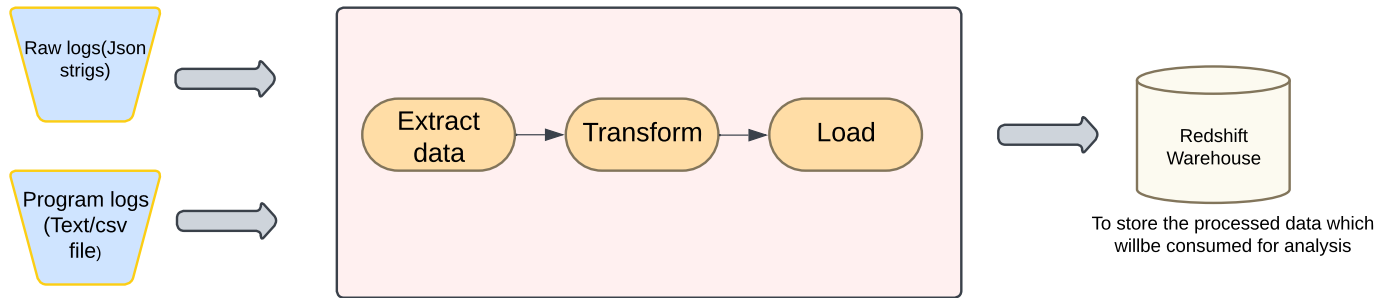 Raw logs(Json
strigs)
Program logs
(Text/csv
file)
Extract
data
Transform
Load
Redshift
Warehouse
To store the processed data which
willbe consumed for analysis